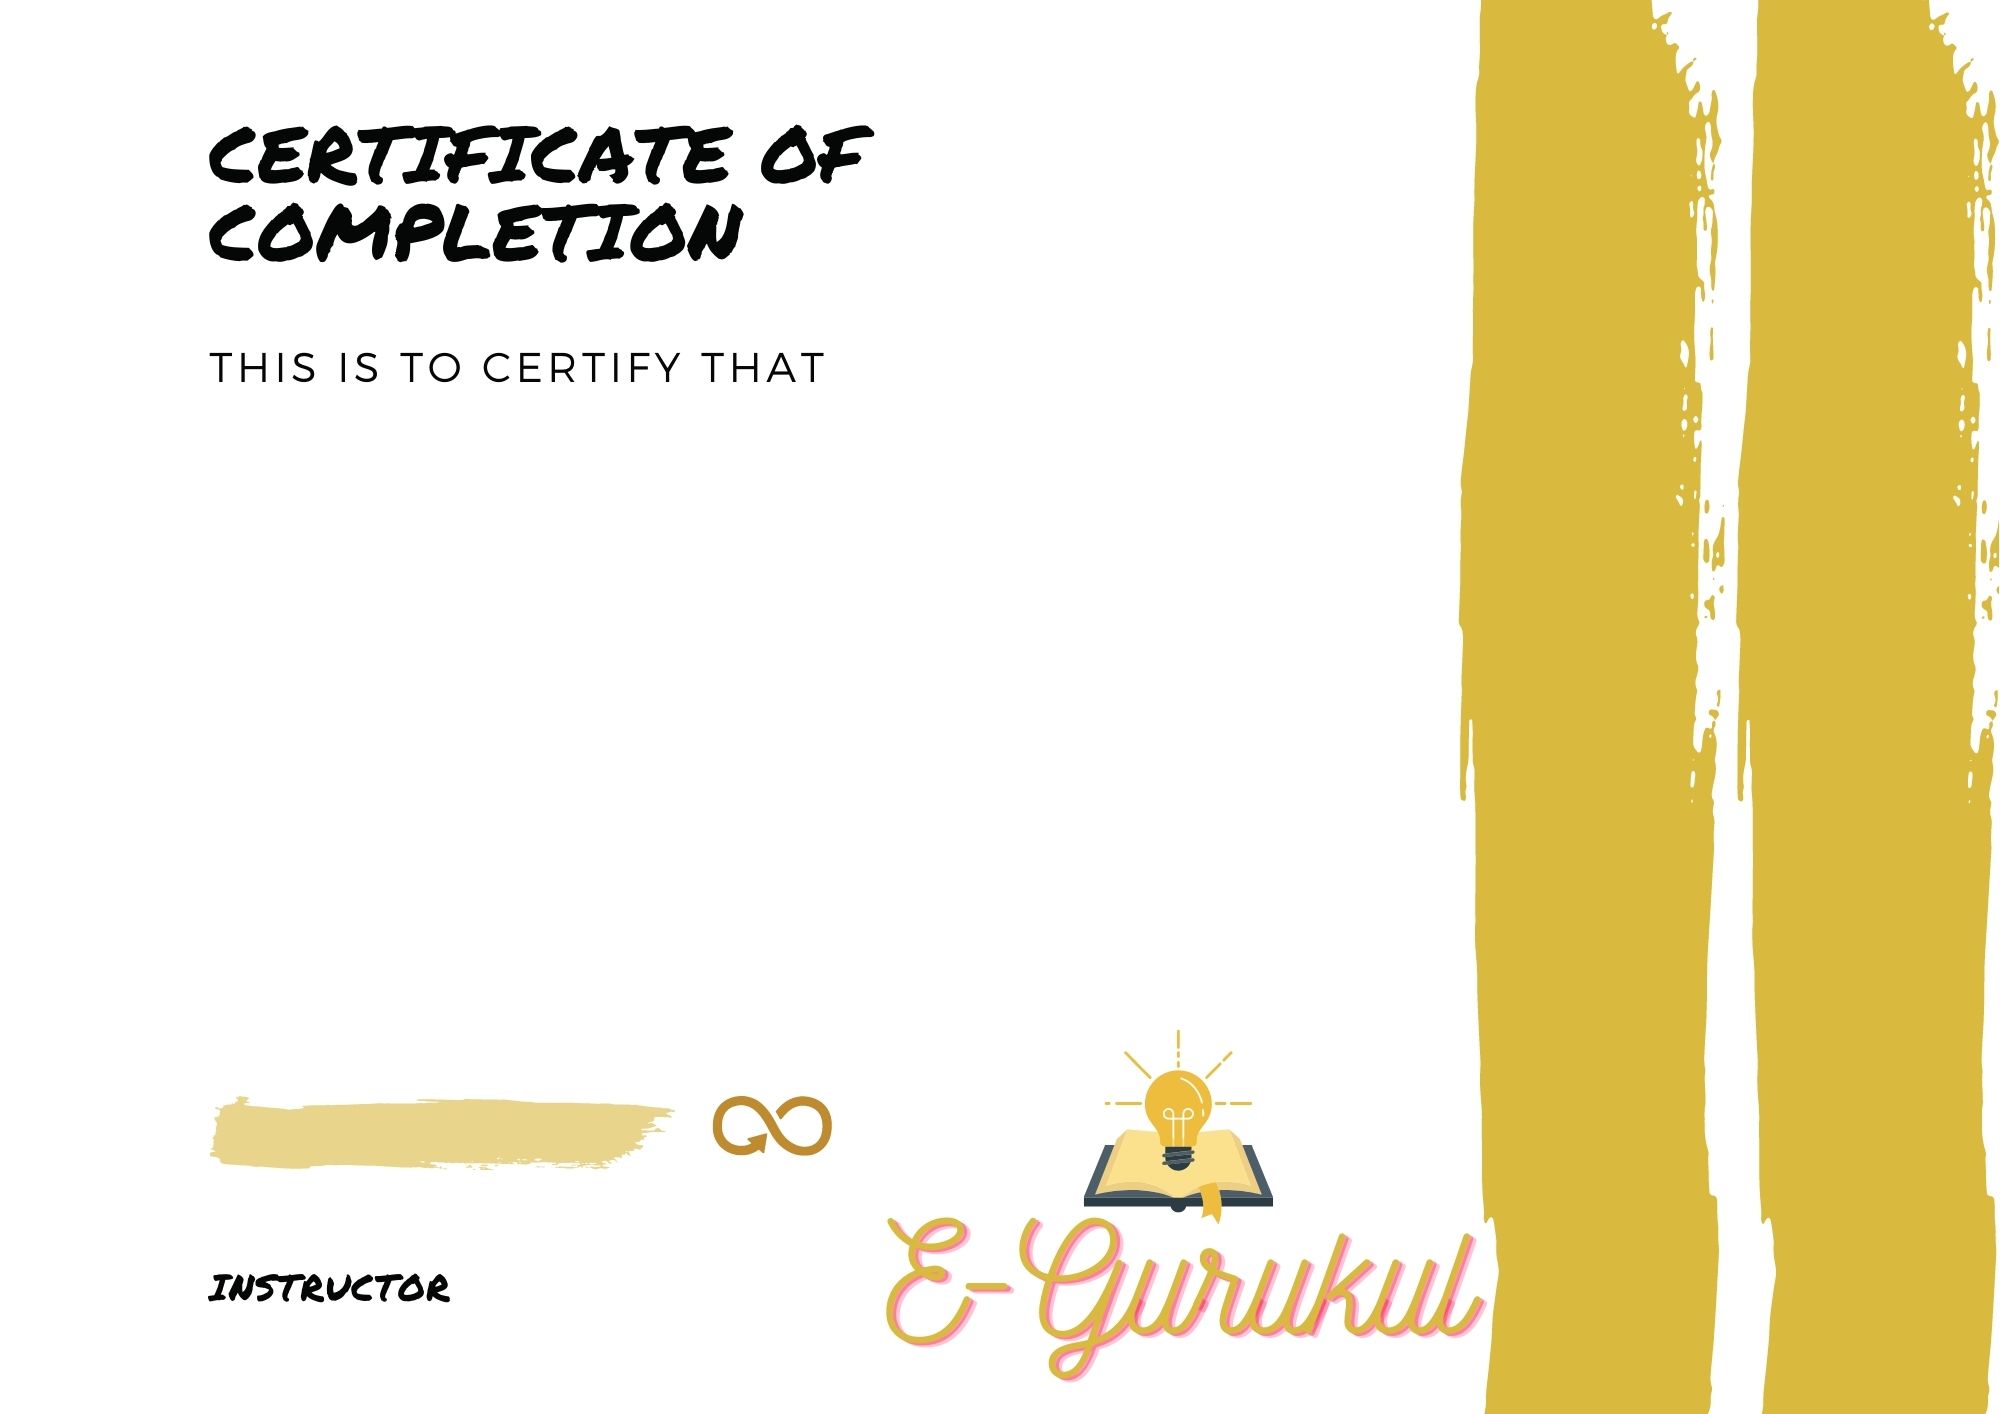 CERTIFICATE OF
COMPLETION
THIS IS TO CERTIFY THAT
INSTRUCTOR
E-Gurukul